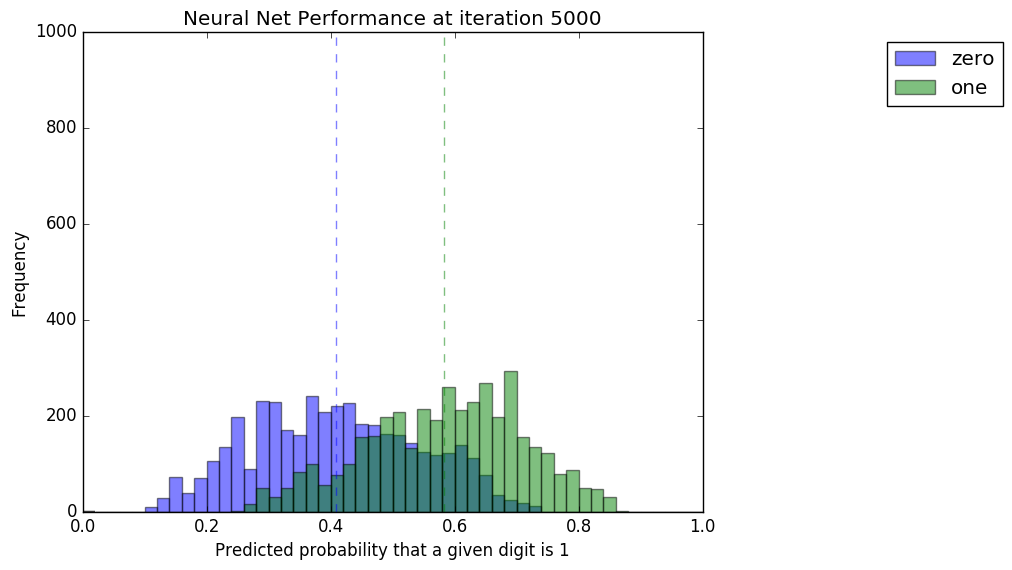 Neural Net Performance at iteration 5000
zero
one
1000
800
600
400
200
0
Frequency
0.0 0.2 0.4 0.6 0.8 1.0
Predicted probability that a given digit is 1